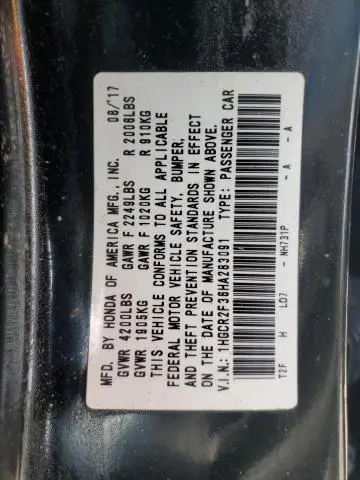 MFD. BY HONDA OF AMERICA MFG., INC. 08/'17
GVWR 4200LBS GAWR F 2249LBS R 2006LBS
GVWR 1905KG GAWR F 1020KG R 910KG
THIS VEHICLE CONFORMS TO ALL APPLICABLE
FEDERAL MOTOR VEHICLE SAFETY, BUMPER,
AND THEFT PREVENTION STANDARDS IN EFFECT
ON THE DATE OF MANUFACTURE SHOWN ABOVE.
V.I.N.: 1HGCR2F36HA283091 TYPE: PASSENGER CAR
T2F H LD7 - NH731P - A - A